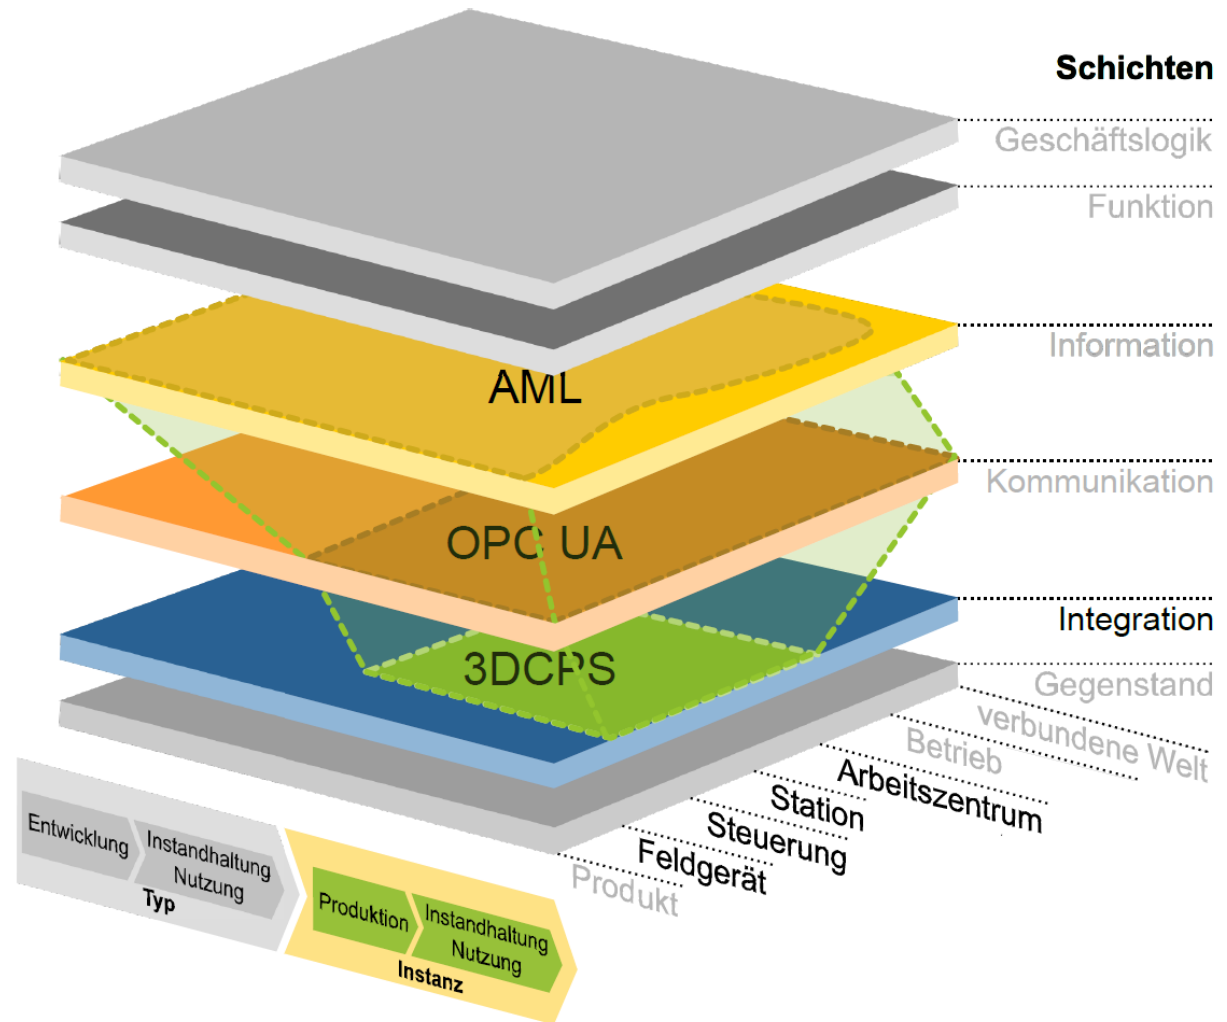 Schichten
Geschäftslogik
Funktion
Information
AML
Kommunikation
OPC UA
Integration
3DCPS
Gegenstand
verbundene Welt
Betrieb
Arbeitszentrum
Station
Steuerung
Feldgerät
Produkt
Entwicklung
Instandhaltung
Nutzung
Typ
Produktion
Instandhaltung
Nutzung
Instanz